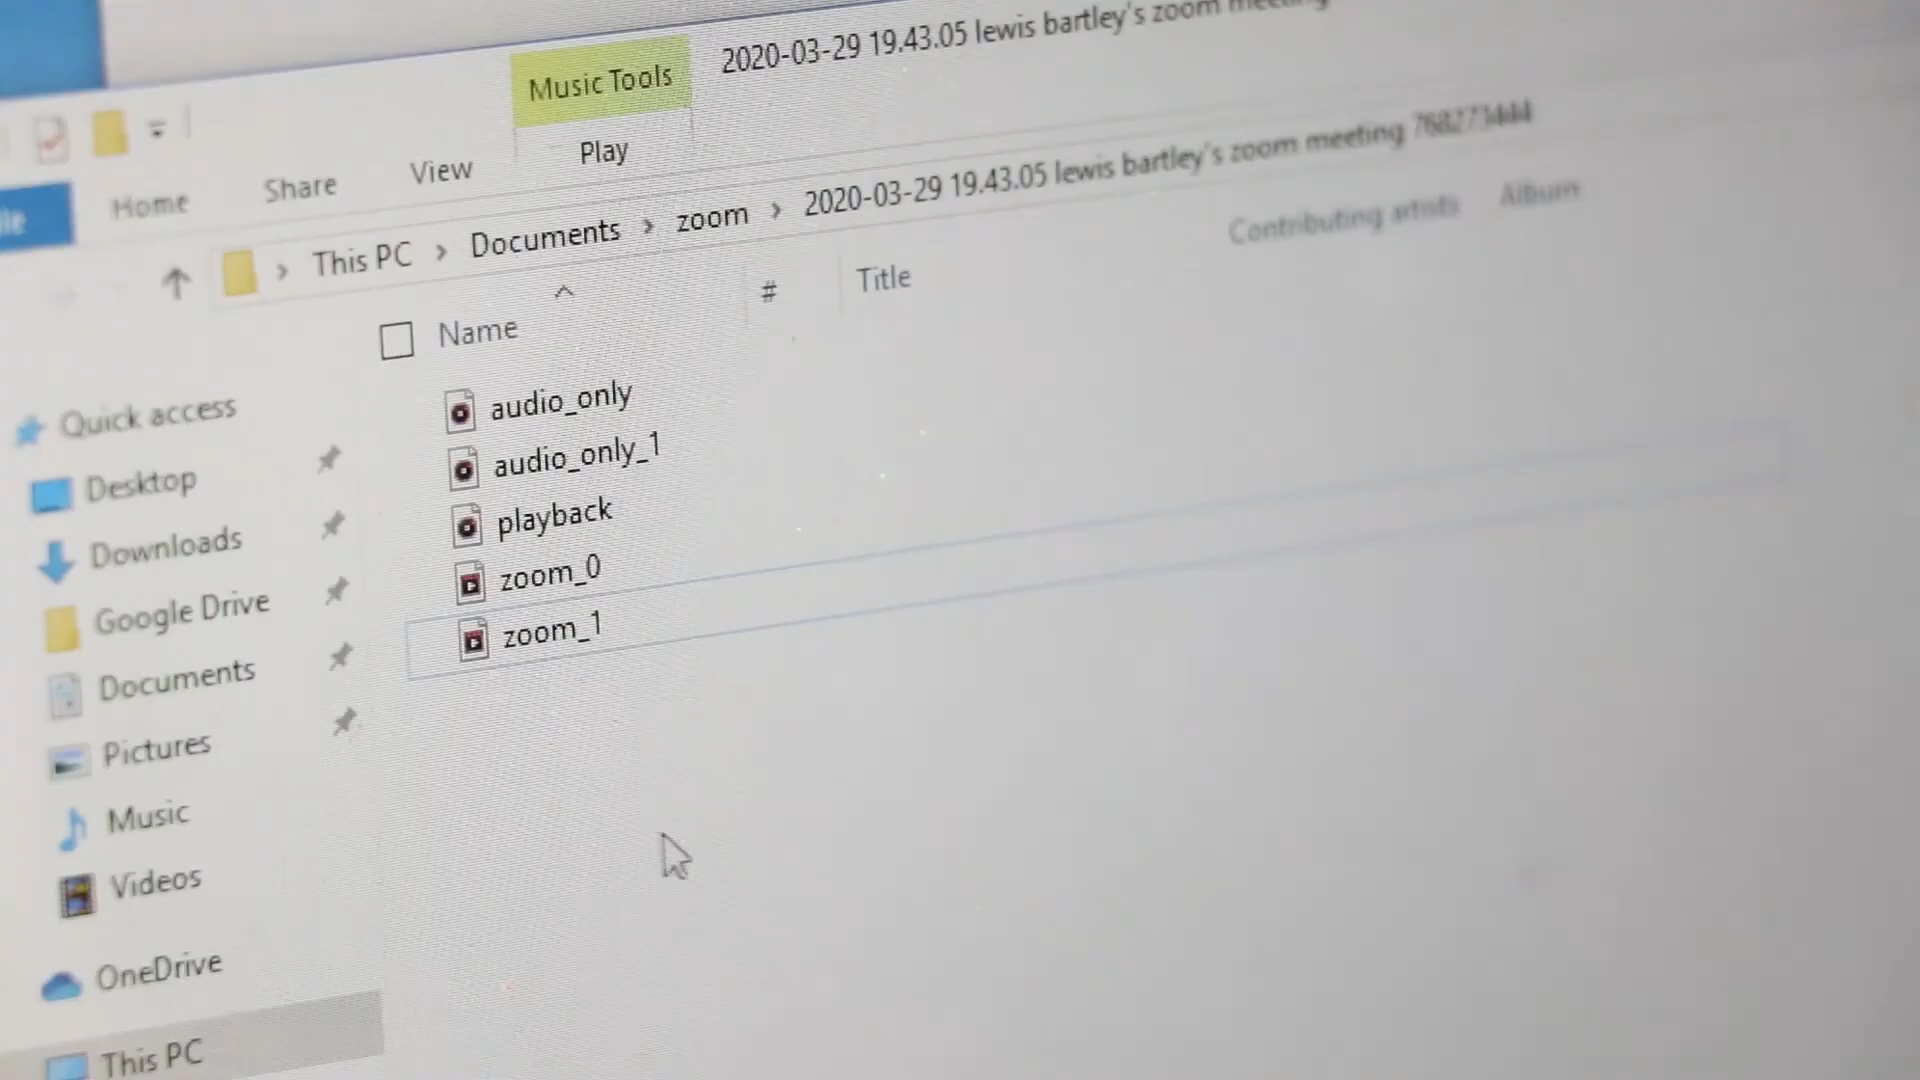 Music Tools
2020-03-29 19.43.05 lewis bartley's zoom meeting
Home
Share
View
Play
This PC > Documents > zoom > 2020-03-29 19.43.05 lewis bartley's zoom meeting 768273444
Name
#
Title
Contributing artists
Album
Quick access
Desktop
Downloads
Google Drive
Documents
Pictures
Music
Videos
OneDrive
This PC
audio_only
audio_only_1
playback
zoom_0
zoom_1